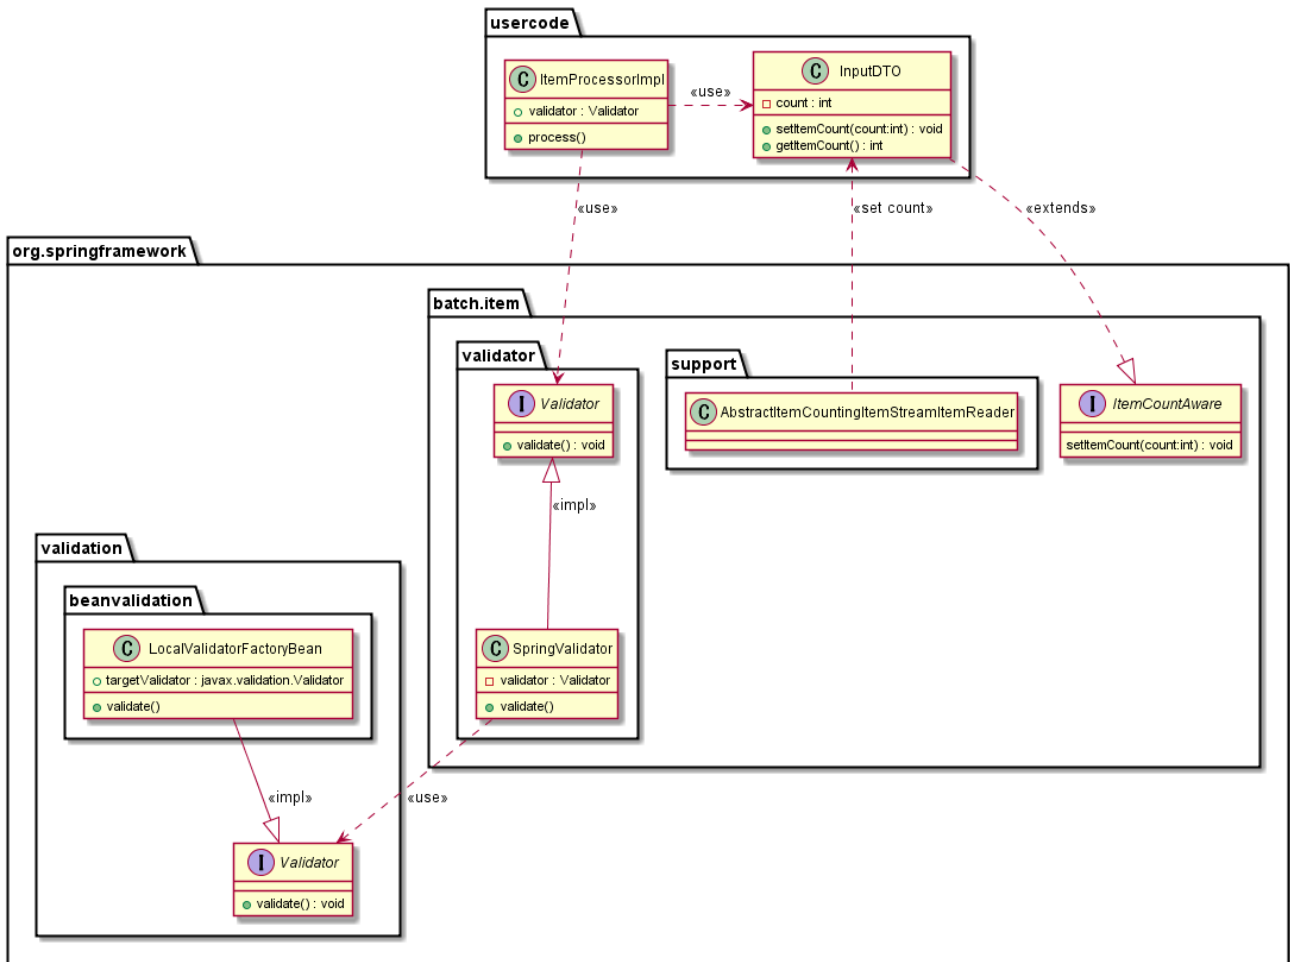 usercode
C ItemProcessorImpl
validator : Validator
process()
«use»
C InputDTO
count : int
setItemCount(count:int) : void
getItemCount() : int
«use»
«set count»
«extends»
org.springframework
batch.item
validator
I Validator
validate() : void
support
C AbstractItemCountingItemStreamItemReader
I ItemCountAware
setItemCount(count:int) : void
«impl»
validation
beanvalidation
C LocalValidatorFactoryBean
targetValidator : javax.validation.Validator
validate()
C SpringValidator
validator : Validator
validate()
«impl»
«use»
I Validator
validate() : void